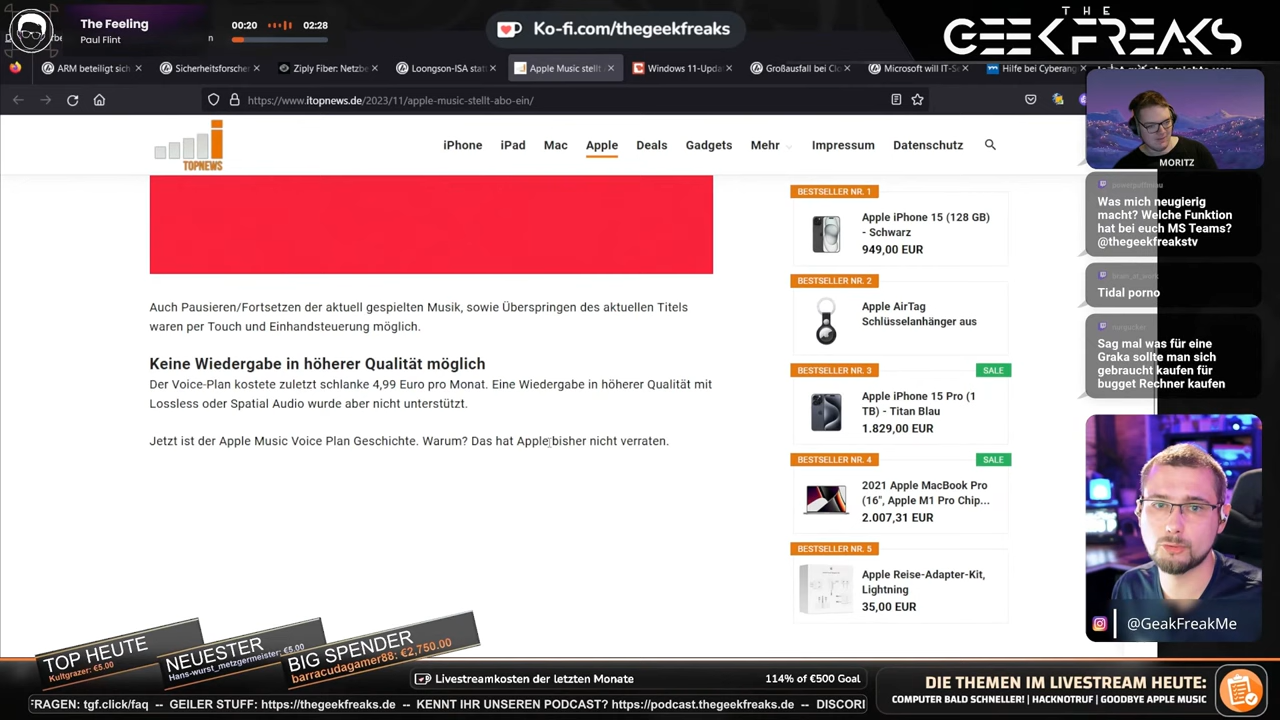 The Feeling
Paul Flint
00:20
02:28
Ko-fi.com/thegeekfreaks
THE
GEEKFREAKS
ARM beteiligt sich
Sicherheitsforsche
Ziply Fiber: Netzbe
Loongson-ISA stat
Apple Music stellt
Windows 11-Upda
Großausfall bei Clo
Microsoft will IT-S
Hilfe bei Cyberang
https://www.itopnews.de/2023/11/apple-music-stellt-abo-ein/
TOPNEWS
iPhone
iPad
Mac
Apple
Deals
Gadgets
Mehr
Impressum
Datenschutz
MORITZ
Was mich neugierig
macht? Welche Funktion
hat bei euch MS Teams?
@thegeekfreakstv
Tidal porno
Sag mal was für eine
Graka sollte man sich
gebraucht kaufen für
bugget Rechner kaufen
Auch Pausieren/Fortsetzen der aktuell gespielten Musik, sowie Überspringen des aktuellen Titels
waren per Touch und Einhandsteuerung möglich.
Keine Wiedergabe in höherer Qualität möglich
Der Voice-Plan kostete zuletzt schlanke 4,99 Euro pro Monat. Eine Wiedergabe in höherer Qualität mit
Lossless oder Spatial Audio wurde aber nicht unterstützt.
Jetzt ist der Apple Music Voice Plan Geschichte. Warum? Das hat Apple bisher nicht verraten.
BESTSELLER NR. 1
Apple iPhone 15 (128 GB)
- Schwarz
949,00 EUR
BESTSELLER NR. 2
Apple AirTag
Schlüsselanhänger aus
BESTSELLER NR. 3
SALE
Apple iPhone 15 Pro (1
TB) - Titan Blau
1.829,00 EUR
BESTSELLER NR. 4
SALE
2021 Apple MacBook Pro
(16", Apple M1 Pro Chip...
2.007,31 EUR
BESTSELLER NR. 5
Apple Reise-Adapter-Kit,
Lightning
35,00 EUR
@GeakFreakMe
TOP HEUTE
Kultgrazer: €5.00
NEUESTER
Hans-wurst_metzgermeister: €5.00
BIG SPENDER
barracudagamer88: €2,750.00
Livestreamkosten der letzten Monate
114% of €500 Goal
DIE THEMEN IM LIVESTREAM HEUTE:
COMPUTER BALD SCHNELLER! | HACKNOTRUF | GOODBYE APPLE MUSIC
FRAGEN: tgf.click/faq -- GEILER STUFF: https://thegeekfreaks.de -- KENNT IHR UNSEREN PODCAST? https://podcast.thegeekfreaks.de -- DISCORD